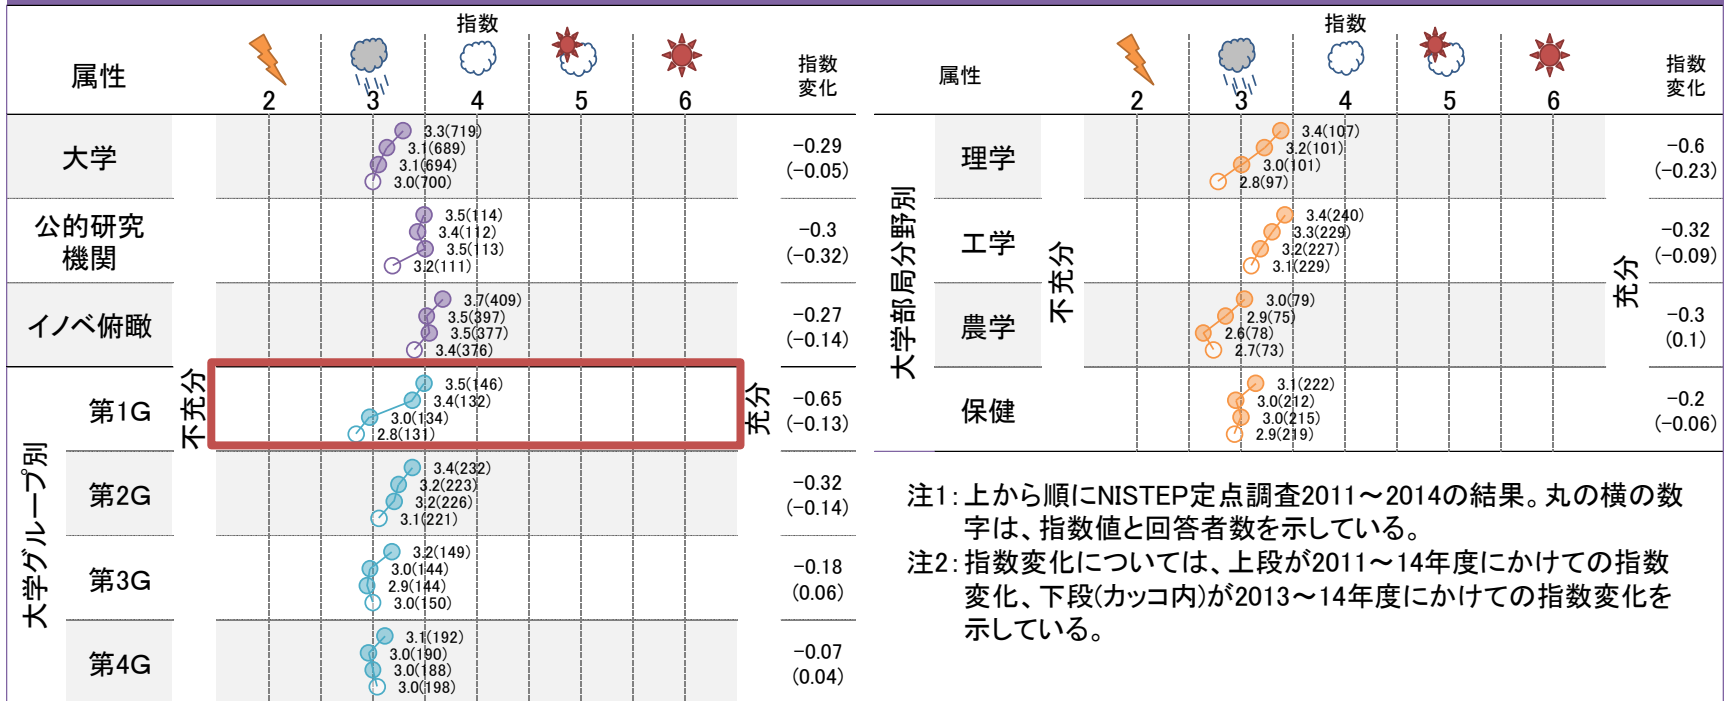 指数
属性
2
3
4
5
6
指数
変化
大学
3.3(719)
3.1(689)
3.1(694)
3.0(700)
-0.29
(-0.05)
公的研究
機関
3.5(114)
3.4(112)
3.5(113)
3.2(111)
-0.3
(-0.32)
イノベ俯瞰
3.7(409)
3.5(397)
3.5(377)
3.4(376)
-0.27
(-0.14)
大学グループ別
不充分
充分
第1G
3.5(146)
3.4(132)
3.0(134)
2.8(131)
-0.65
(-0.13)
第2G
3.4(232)
3.2(223)
3.2(226)
3.1(221)
-0.32
(-0.14)
第3G
3.2(149)
3.0(144)
2.9(144)
3.0(150)
-0.18
(0.06)
第4G
3.1(192)
3.0(190)
3.0(188)
3.0(198)
-0.07
(0.04)
指数
属性
2
3
4
5
6
指数
変化
大学部局分野別
不充分
充分
理学
3.4(107)
3.2(101)
3.0(101)
2.8(97)
-0.6
(-0.23)
工学
3.4(240)
3.3(229)
3.2(227)
3.1(229)
-0.32
(-0.09)
農学
3.0(79)
2.9(75)
2.6(78)
2.7(73)
-0.3
(0.1)
保健
3.1(222)
3.0(212)
3.0(215)
2.9(219)
-0.2
(-0.06)
注1：上から順にNISTEP定点調査2011～2014の結果。丸の横の数
字は、指数値と回答者数を示している。
注2：指数変化については、上段が2011～14年度にかけての指数
変化、下段(カッコ内)が2013～14年度にかけての指数変化を
示している。